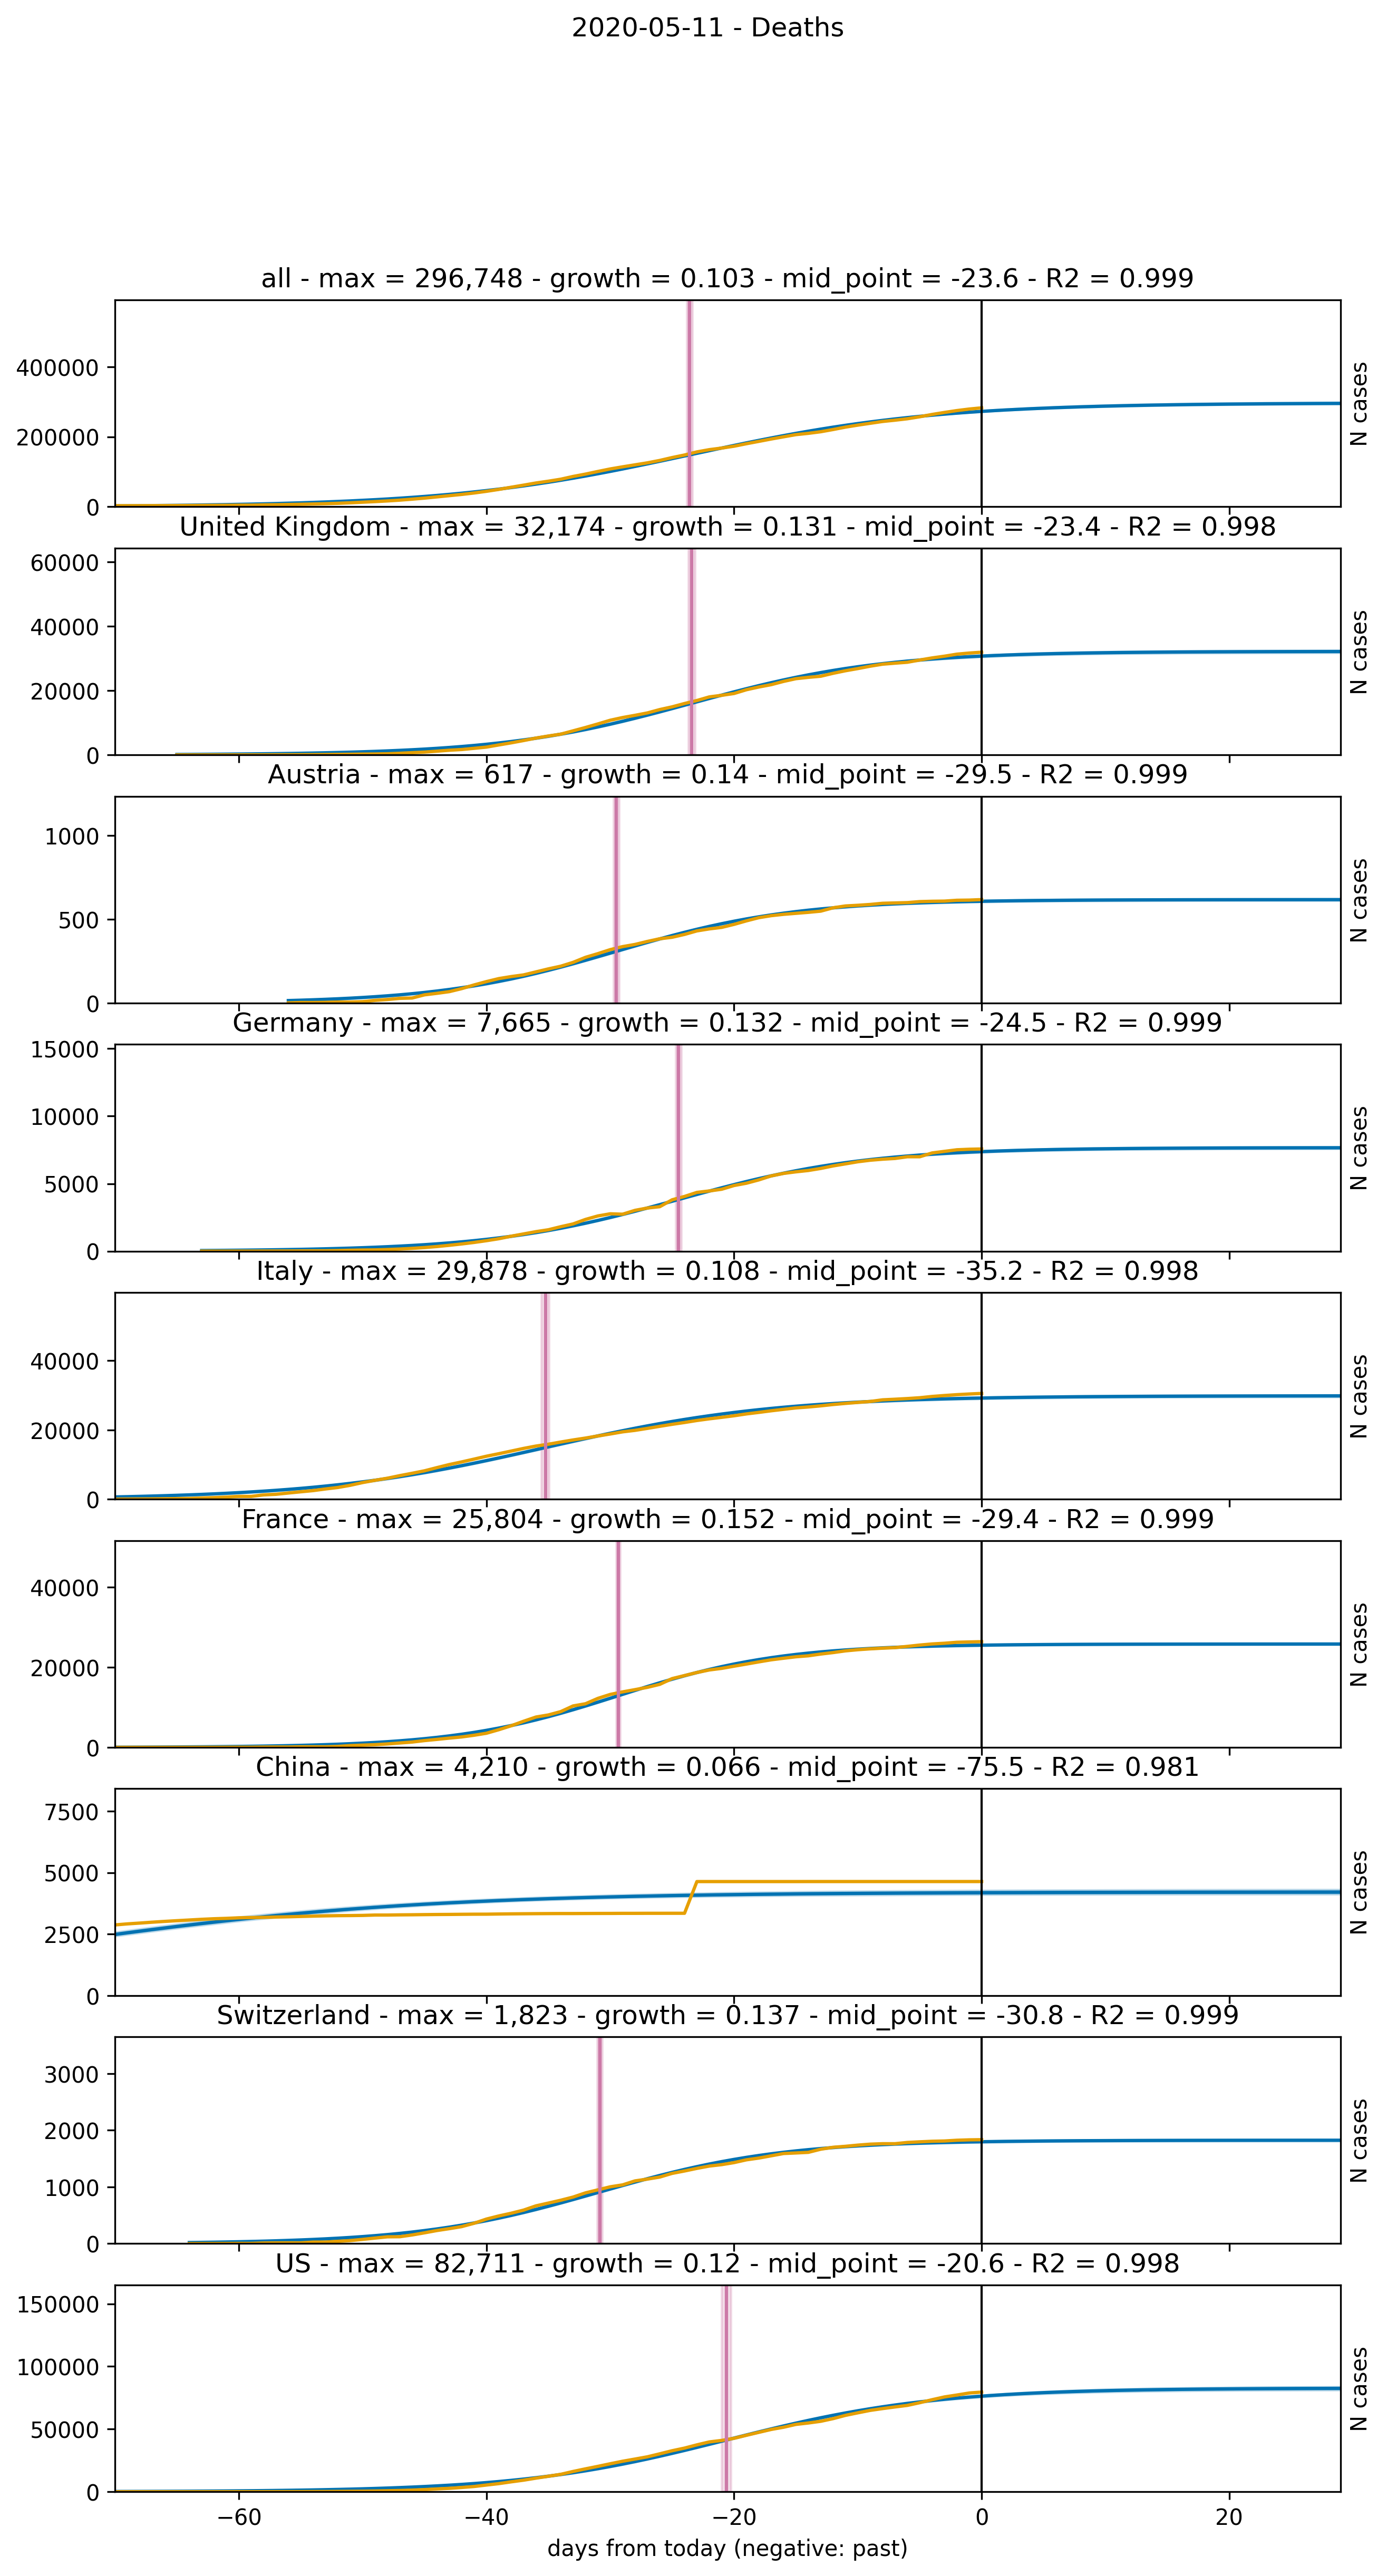 2020-05-11 - Deaths
all - max = 296,748 - growth = 0.103 - mid_point = -23.6 - R2 = 0.999
400000
200000
0
N cases
United Kingdom - max = 32,174 - growth = 0.131 - mid_point = -23.4 - R2 = 0.998
60000
40000
20000
0
N cases
Austria - max = 617 - growth = 0.14 - mid_point = -29.5 - R2 = 0.999
1000
500
0
N cases
Germany - max = 7,665 - growth = 0.132 - mid_point = -24.5 - R2 = 0.999
15000
10000
5000
0
N cases
Italy - max = 29,878 - growth = 0.108 - mid_point = -35.2 - R2 = 0.998
40000
20000
0
N cases
France - max = 25,804 - growth = 0.152 - mid_point = -29.4 - R2 = 0.999
40000
20000
0
N cases
China - max = 4,210 - growth = 0.066 - mid_point = -75.5 - R2 = 0.981
7500
5000
2500
0
N cases
Switzerland - max = 1,823 - growth = 0.137 - mid_point = -30.8 - R2 = 0.999
3000
2000
1000
0
N cases
US - max = 82,711 - growth = 0.12 - mid_point = -20.6 - R2 = 0.998
150000
100000
50000
0
N cases
−60 −40 −20 0 20
days from today (negative: past)